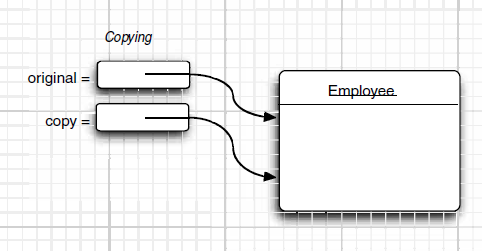 Copying
original =
Employee
copy =